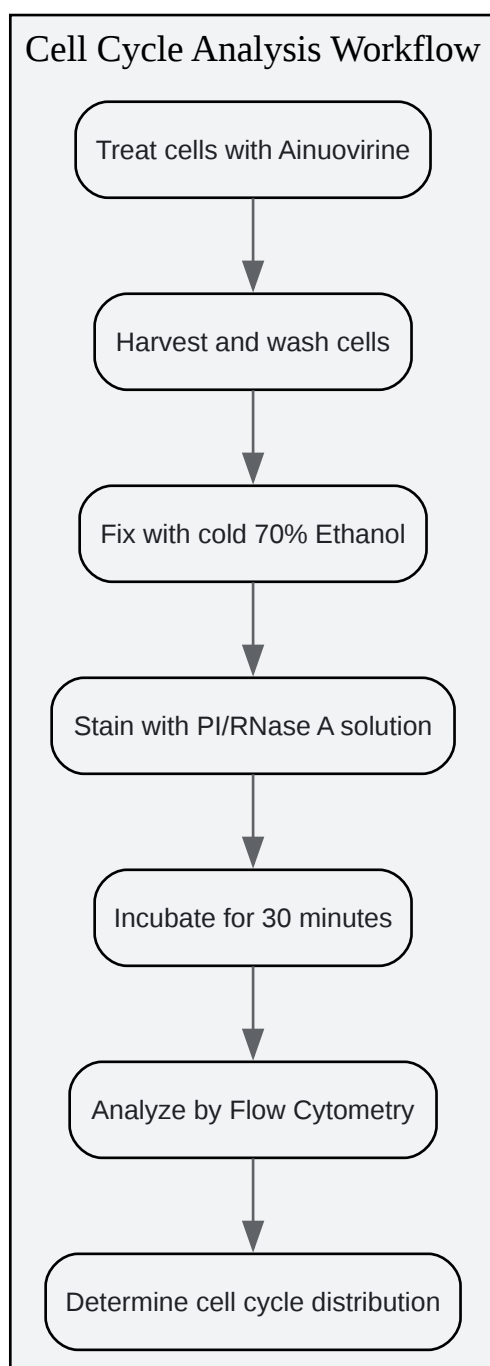 Cell Cycle Analysis Workflow
Treat cells with Ainuovirine
Harvest and wash cells
Fix with cold 70% Ethanol
Stain with PI/RNase A solution
Incubate for 30 minutes
Analyze by Flow Cytometry
Determine cell cycle distribution